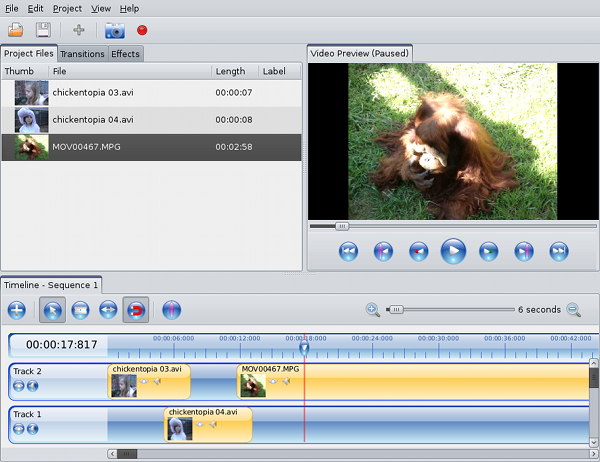 File Edit Project View Help
Project Files Transitions Effects
Video Preview (Paused)
Thumb File Length Label
chickentopia 03.avi 00:00:07
chickentopia 04.avi 00:00:08
MOV00467.MPG 00:02:58
Timeline - Sequence 1
6 seconds
00:00:17:817
00:00:06:000 00:00:12:000 00:00:18:000 00:00:24:000 00:00:30:000 00:00:36:000 00:00:42:000
Track 2
chickentopia 03.avi
MOV00467.MPG
Track 1
chickentopia 04.avi